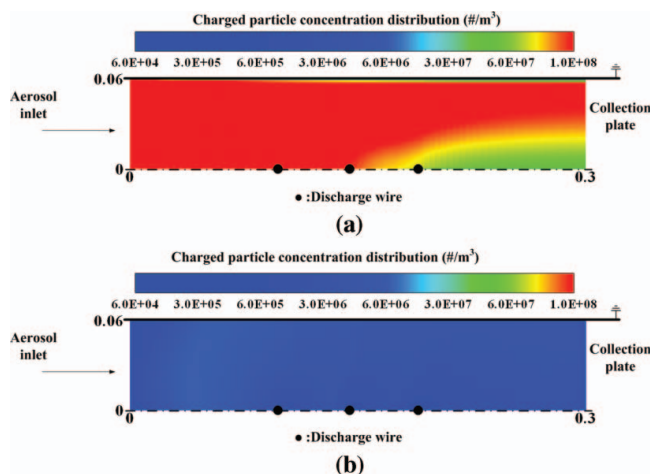 Charged particle concentration distribution (#/m³)
6.0E+04 3.0E+05 6.0E+05 3.0E+06 6.0E+06 3.0E+07 6.0E+07 1.0E+08
0.06
Aerosol
inlet
Collection
plate
0
0.3
● :Discharge wire
(a)
Charged particle concentration distribution (#/m³)
6.0E+04 3.0E+05 6.0E+05 3.0E+06 6.0E+06 3.0E+07 6.0E+07 1.0E+08
0.06
Aerosol
inlet
Collection
plate
0
0.3
● :Discharge wire
(b)